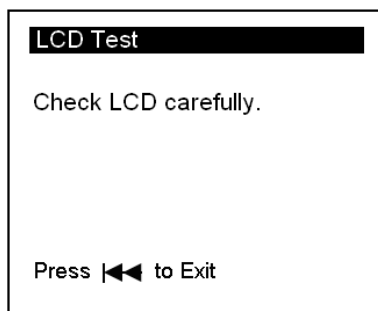 LCD Test
Check LCD carefully.
Press |◀◀ to Exit